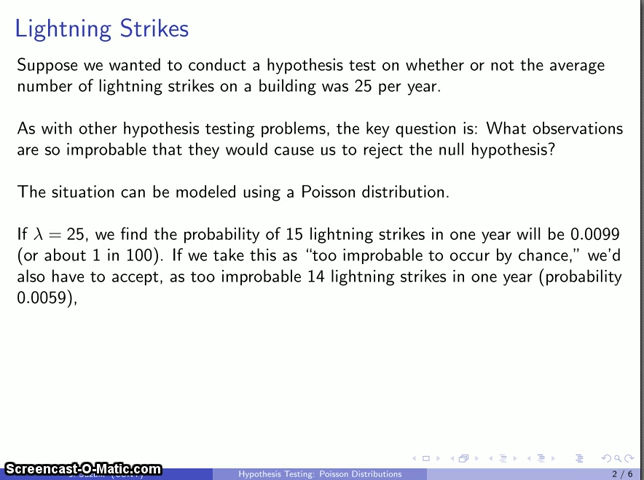 Lightning Strikes
Suppose we wanted to conduct a hypothesis test on whether or not the average
number of lightning strikes on a building was 25 per year.
As with other hypothesis testing problems, the key question is: What observations
are so improbable that they would cause us to reject the null hypothesis?
The situation can be modeled using a Poisson distribution.
If λ = 25, we find the probability of 15 lightning strikes in one year will be 0.0099
(or about 1 in 100). If we take this as “too improbable to occur by chance,” we’d
also have to accept, as too improbable 14 lightning strikes in one year (probability
0.0059),
Screencast-O-Matic.com
Hypothesis Testing: Poisson Distributions
2 / 6